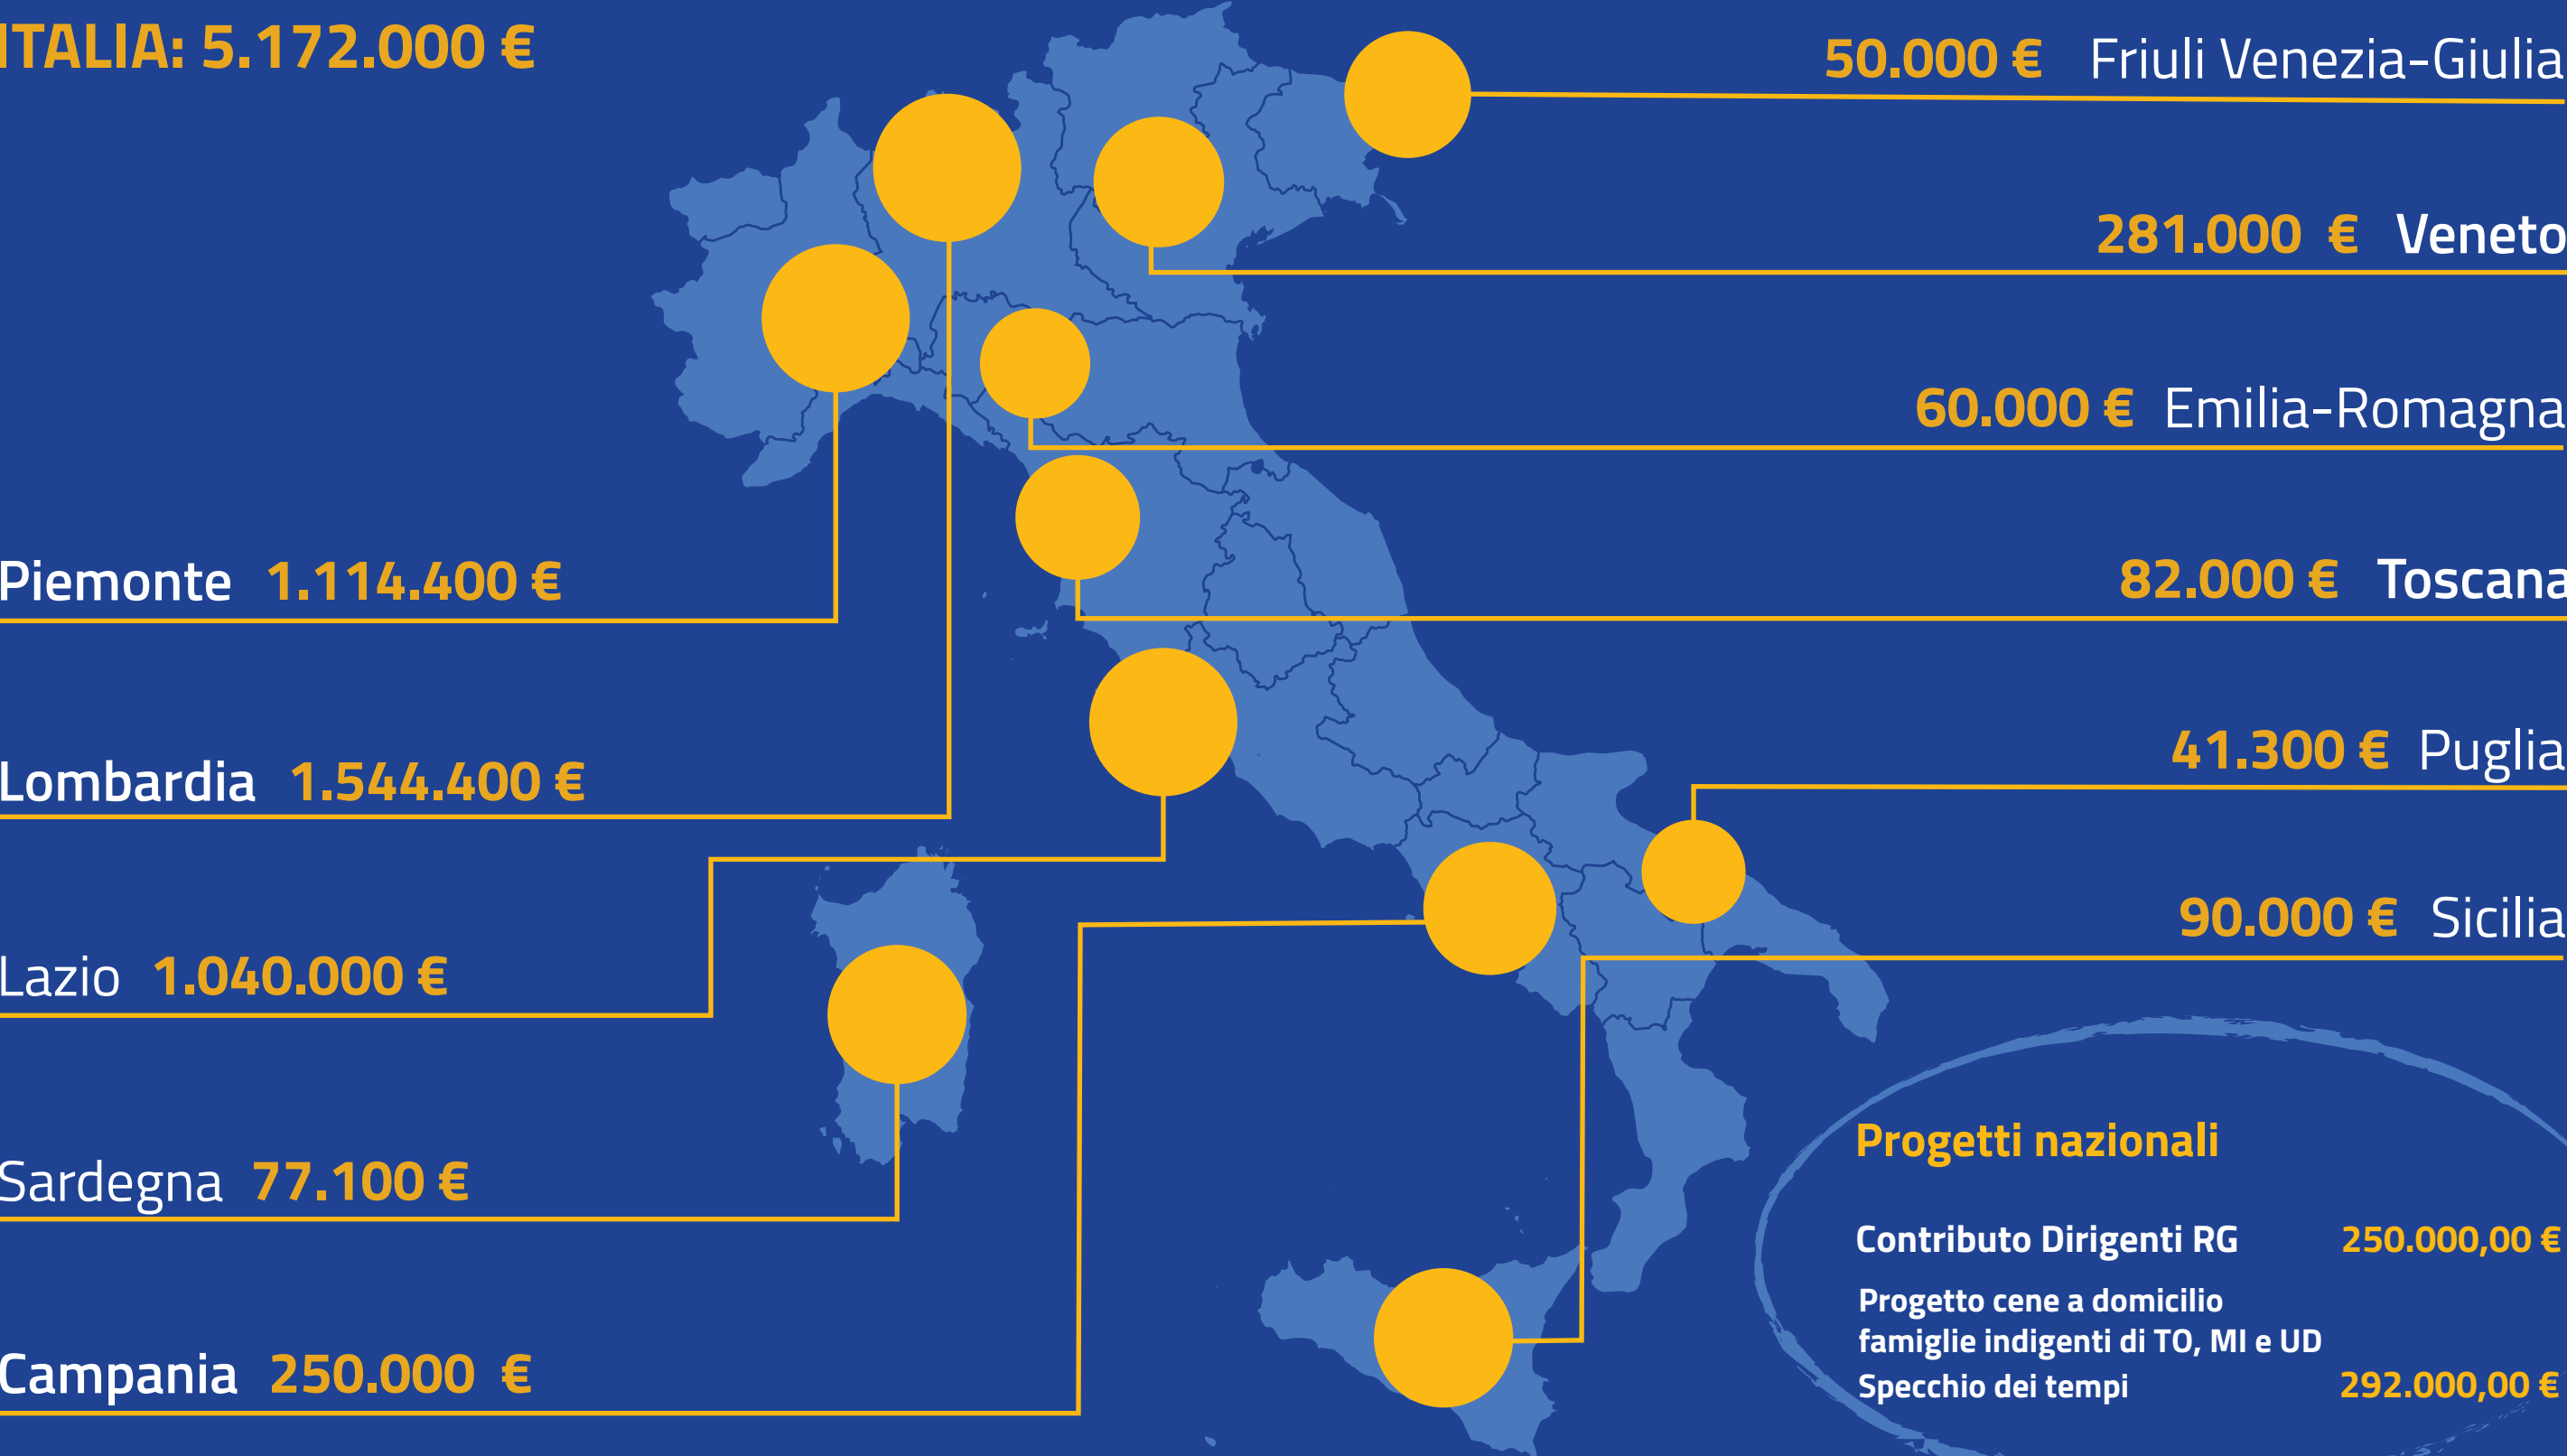 ITALIA: 5.172.000 €
Piemonte 1.114.400 €
Lombardia 1.544.400 €
Lazio 1.040.000 €
Sardegna 77.100 €
Campania 250.000 €
50.000 € Friuli Venezia-Giulia
281.000 € Veneto
60.000 € Emilia-Romagna
82.000 € Toscana
41.300 € Puglia
90.000 € Sicilia
Progetti nazionali
Contributo Dirigenti RG 250.000,00 €
Progetto cene a domicilio
famiglie indigenti di TO, MI e UD
Specchio dei tempi 292.000,00 €